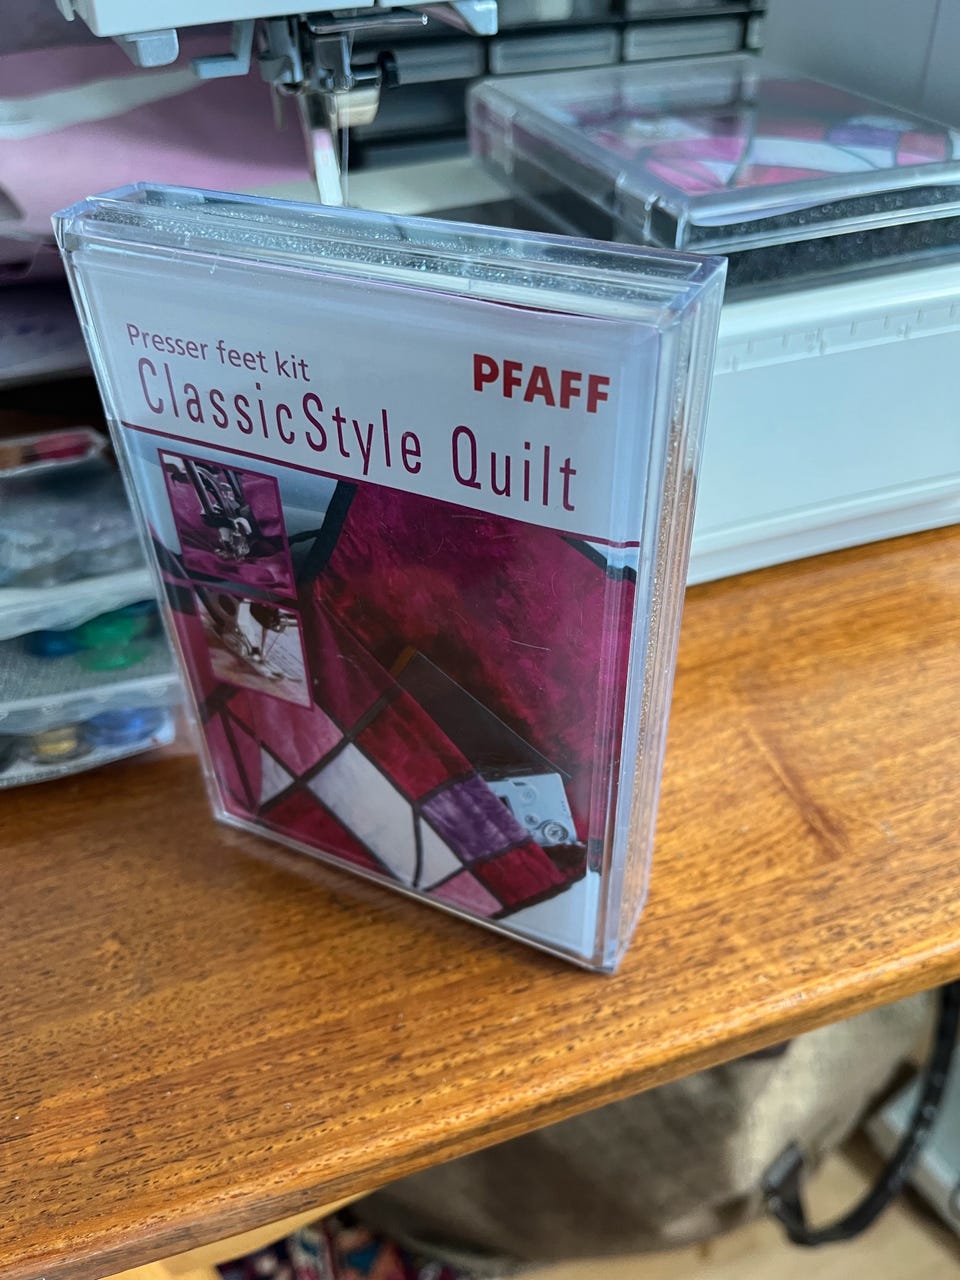 Presser feet kit
PFAFF
ClassicStyle Quilt